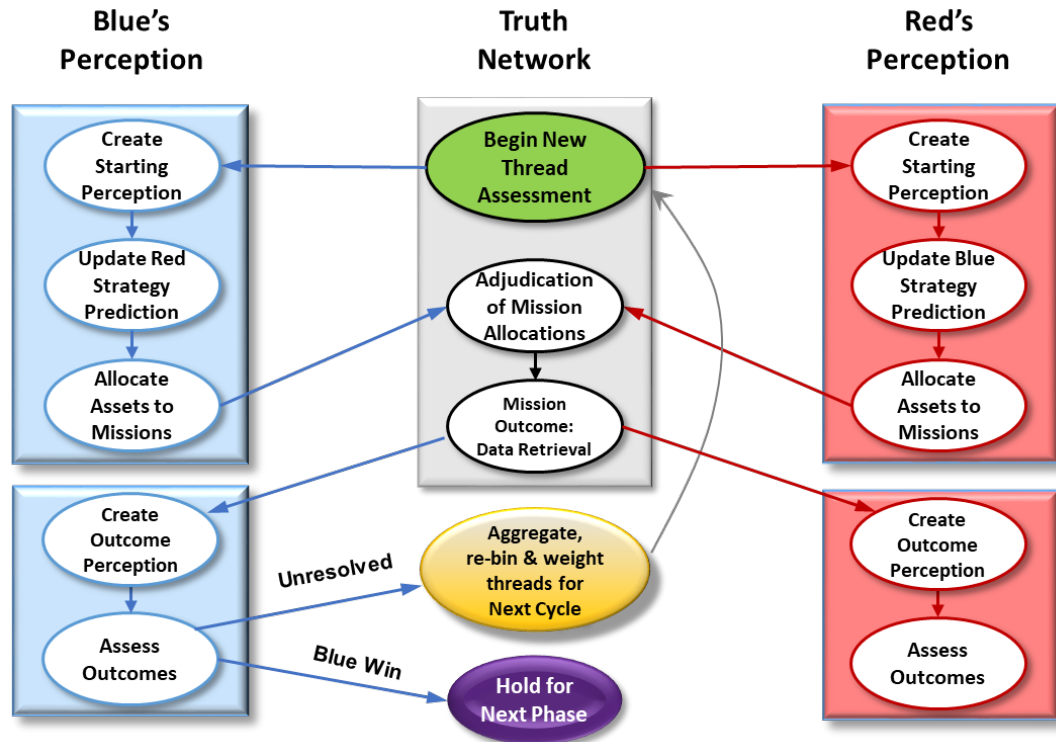 Blue's
Perception
Truth
Network
Red's
Perception
Create
Starting
Perception
Update Red
Strategy
Prediction
Allocate
Assets to
Missions
Begin New
Thread
Assessment
Adjudication
of Mission
Allocations
Mission
Outcome:
Data Retrieval
Create
Starting
Perception
Update Blue
Strategy
Prediction
Allocate
Assets to
Missions
Create
Outcome
Perception
Assess
Outcomes
Unresolved
Blue Win
Aggregate,
re-bin & weight
threads for
Next Cycle
Hold for
Next Phase
Create
Outcome
Perception
Assess
Outcomes